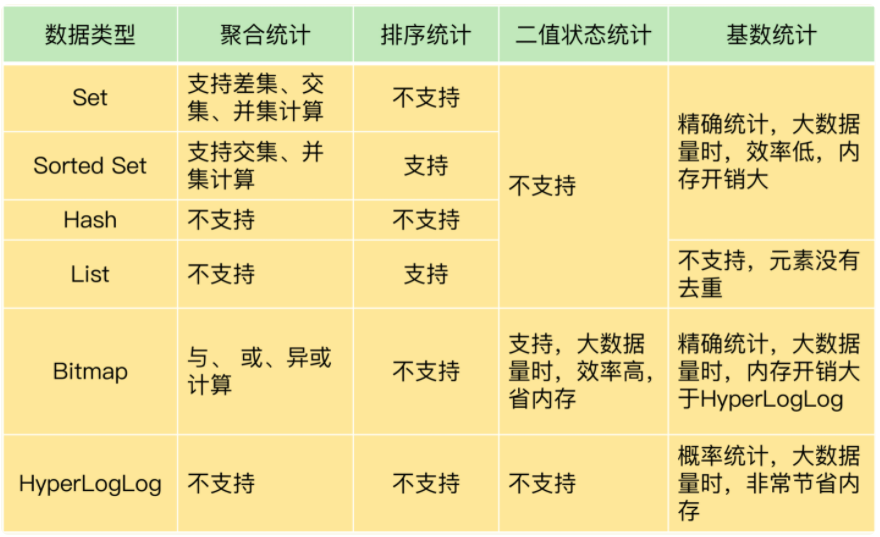 数据类型 聚合统计 排序统计 二值状态统计 基数统计
Set
支持差集、交
集、并集计算
不支持
不支持
精确统计，大数据
量时，效率低，内
存开销大
Sorted Set
支持交集、并
集计算
支持
Hash
不支持
不支持
List
不支持
支持
不支持，元素没有
去重
Bitmap
与、 或、异或
计算
不支持
支持，大数据
量时，效率高，
省内存
精确统计，大数据
量时，内存开销大
于HyperLogLog
HyperLogLog
不支持
不支持
不支持
概率统计，大数据
量时，非常节省内
存